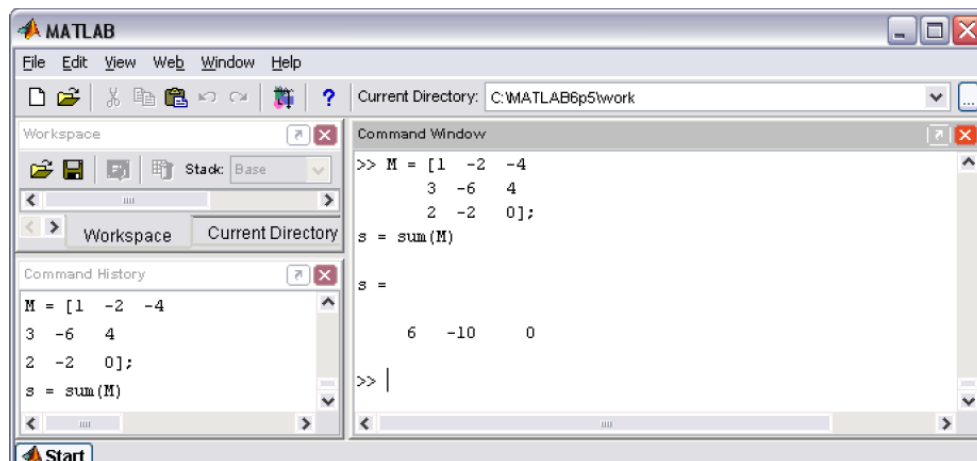 MATLAB
File Edit View Web Window Help
? Current Directory: C:\MATLAB6p5\work ...
Workspace
Stack: Base
Workspace Current Directory
Command History
M = [1 -2 -4
3 -6 4
2 -2 0];
s = sum(M)
Command Window
>> M = [1 -2 -4
3 -6 4
2 -2 0];
s = sum(M)
s =
6 -10 0
>>
Start